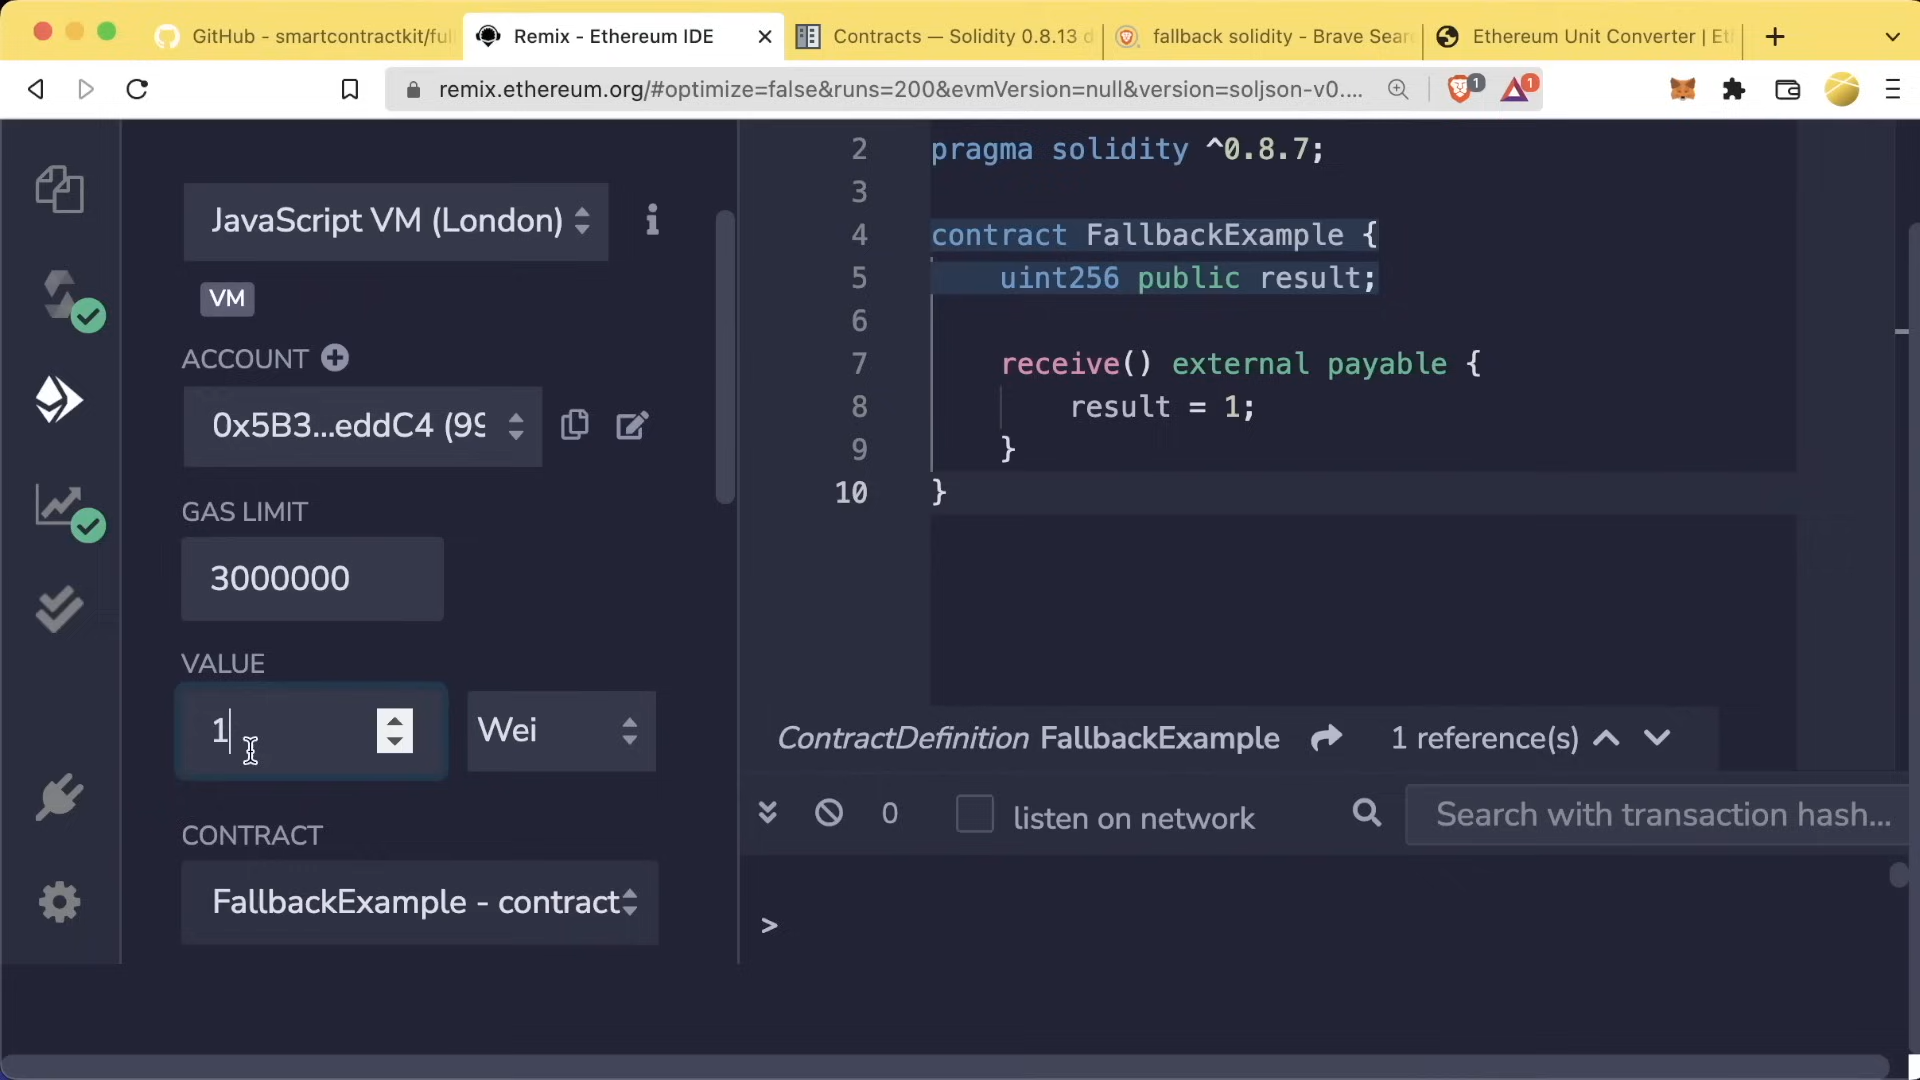 GitHub - smartcontractkit/ful
Remix - Ethereum IDE
Contracts — Solidity 0.8.13 d
fallback solidity - Brave Sear
Ethereum Unit Converter | Et
remix.ethereum.org/#optimize=false&runs=200&evmVersion=null&version=soljson-v0....
1
1
JavaScript VM (London)
VM
ACCOUNT
0x5B3...eddC4 (99
GAS LIMIT
3000000
VALUE
1
Wei
CONTRACT
FallbackExample - contract
2 pragma solidity ^0.8.7;
3
4 contract FallbackExample {
5 uint256 public result;
6
7 receive() external payable {
8 result = 1;
9 }
10 }
ContractDefinition FallbackExample 1 reference(s)
0 listen on network Search with transaction hash...
>